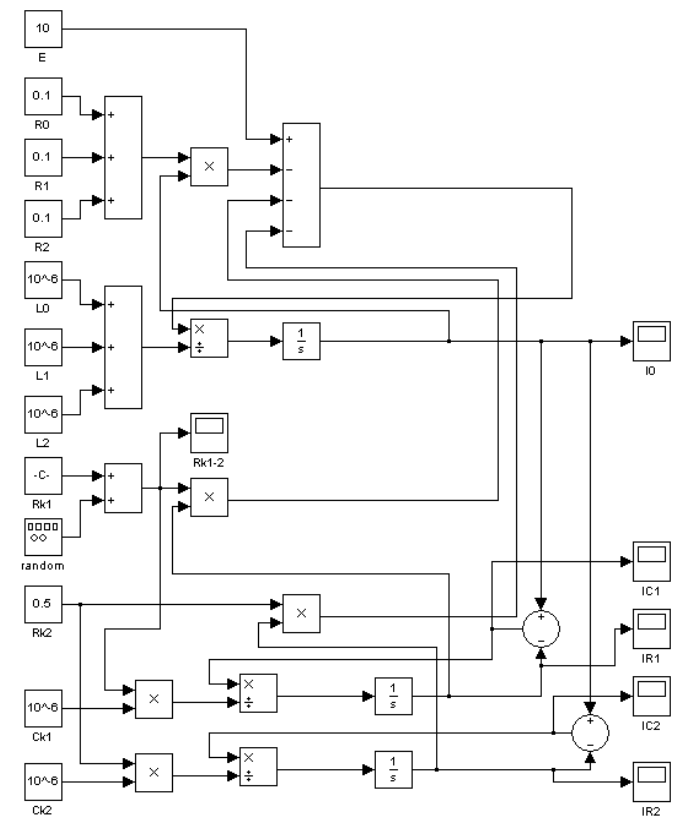 10
E
0.1
R0
0.1
R1
0.1
R2
+
+
+
×
+
−
−
−
10^-6
L0
10^-6
L1
10^-6
L2
+
+
+
×
÷
1
s
I0
Rk1-2
-C-
Rk1
+
+
×
random
0.5
Rk2
×
IC1
+
−
IR1
10^-6
Ck1
×
×
÷
1
s
IC2
+
−
10^-6
Ck2
×
×
÷
1
s
IR2